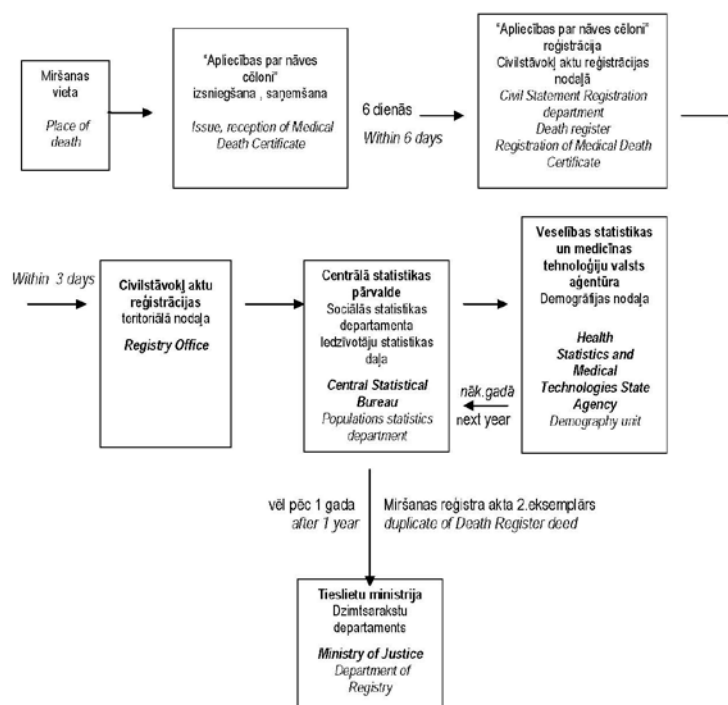 Miršanas
vieta
Place of
death
"Apliecības par nāves
cēloni"
izsniegšana , saņemšana
Issue, reception of Medical
Death Certificate
6 dienās
Within 6 days
"Apliecības par nāves cēloni"
reģistrācija
Civilstāvokļ aktu reģistrācijas
nodaļā
Civil Statement Registration
department
Death register
Registration of Medical Death
Certificate
Within 3 days
Civilstāvokļ aktu
reģistrācijas
teritoriālā nodaļa
Registry Office
Centrālā statistikas
pārvalde
Sociālās statistikas
departamenta
Iedzīvotāju statistikas
daļa
Central Statistical
Bureau
Populations statistics
department
nāk.gadā
next year
Veselības statistikas
un medicīnas
tehnoloģiju valsts
aģentūra
Demogrāfijas nodaļa
Health
Statistics and
Medical
Technologies State
Agency
Demography unit
vēl pēc 1 gada
after 1 year
Miršanas reģistra akta 2.eksemplārs
duplicate of Death Register deed
Tieslietu ministrija
Dzimtsarakstu
departaments
Ministry of Justice
Department of
Registry